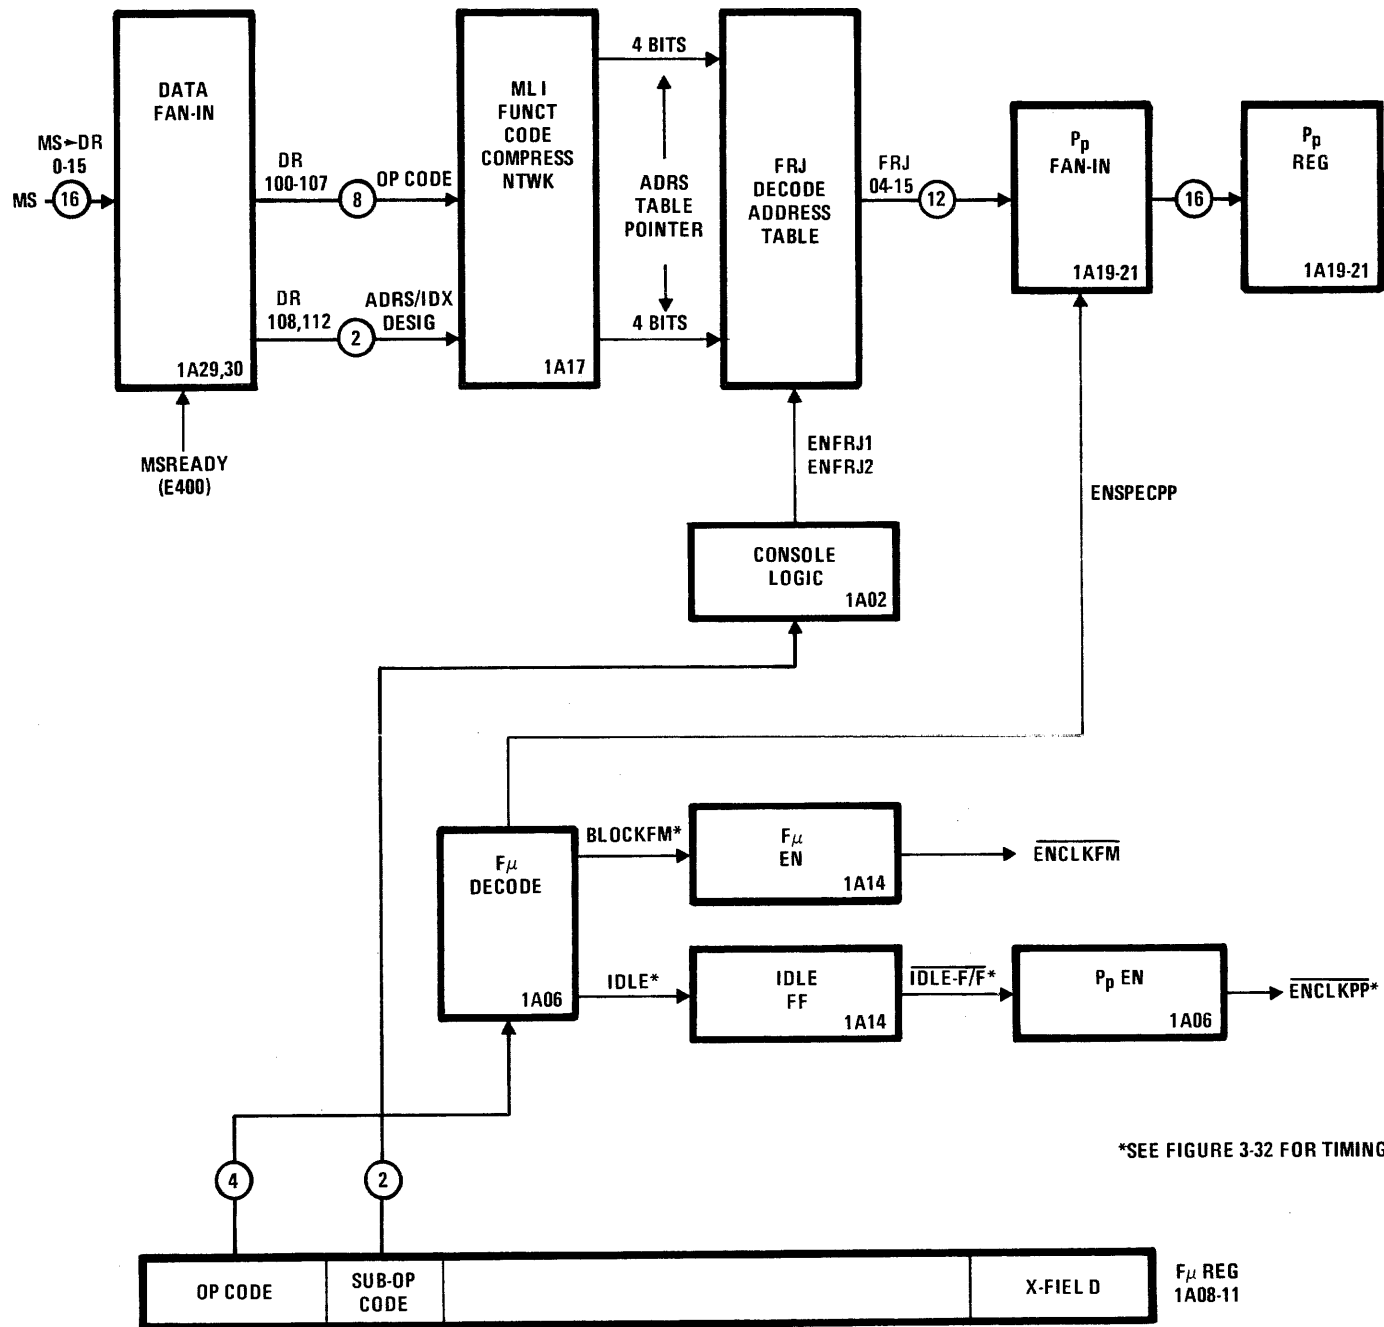 DATA
FAN-IN
1A29,30
MS➤DR
0-15
MS
16
DR
100-107
8
OP CODE
DR
108,112
2
ADRS/IDX
DESIG
MSREADY
(E400)
MLI
FUNCT
CODE
COMPRESS
NTWK
1A17
4 BITS
ADRS
TABLE
POINTER
4 BITS
FRJ
DECODE
ADDRESS
TABLE
FRJ
04-15
12
Pp
FAN-IN
1A19-21
16
Pp
REG
1A19-21
ENFRJ1
ENFRJ2
ENSPECPP
CONSOLE
LOGIC
1A02
Fμ
DECODE
1A06
BLOCKFM*
Fμ
EN
1A14
ENCLKFM
IDLE*
IDLE
FF
1A14
IDLE-F/F*
Pp EN
1A06
ENCLKPP*
*SEE FIGURE 3-32 FOR TIMING
4
2
OP CODE
SUB-OP
CODE
X-FIELD
Fμ REG
1A08-11